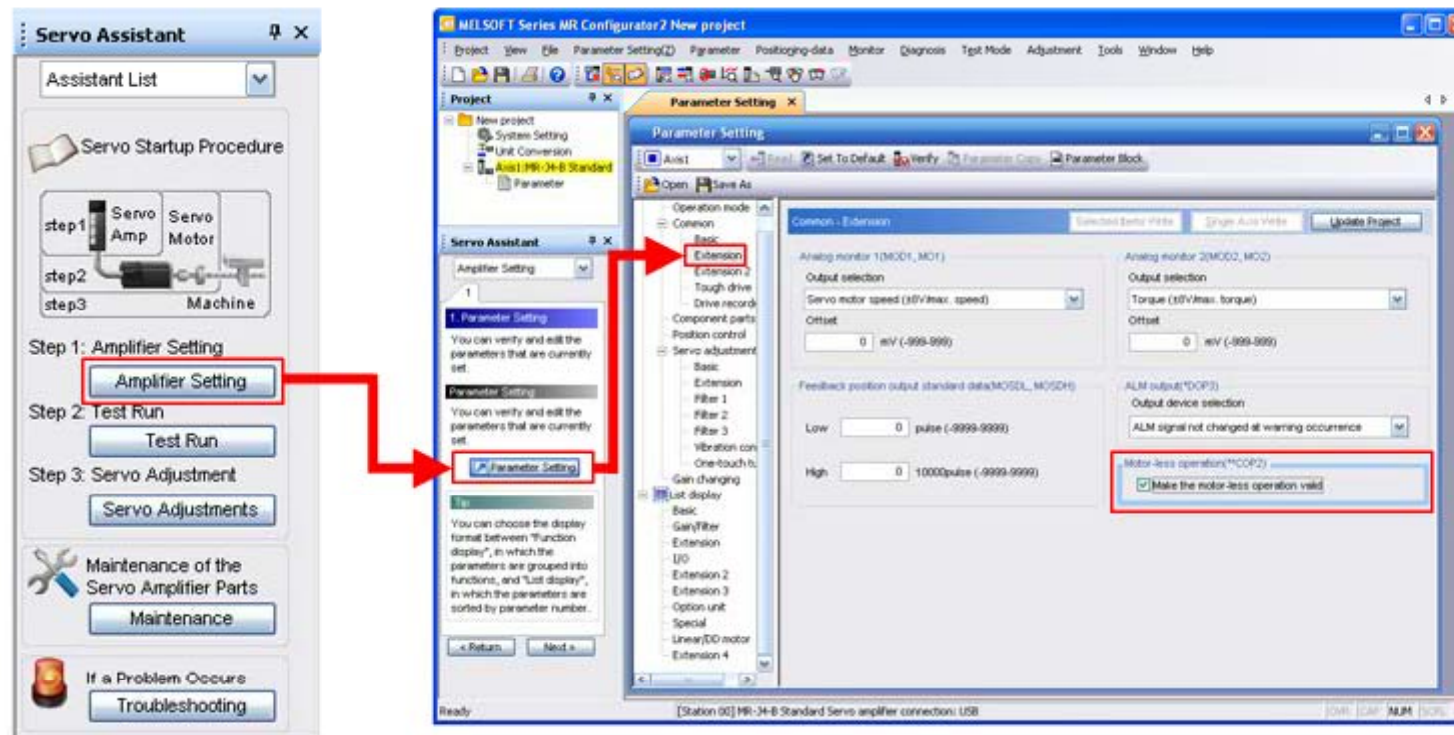 Servo Assistant
Assistant List
Servo Startup Procedure
step1
Servo
Amp
Servo
Motor
step2
step3
Machine
Step 1: Amplifier Setting
Amplifier Setting
Step 2: Test Run
Test Run
Step 3: Servo Adjustment
Servo Adjustments
Maintenance of the
Servo Amplifier Parts
Maintenance
If a Problem Occurs
Troubleshooting
MELSOFT Series MR Configurator2 New project
Project View File Parameter Setting(Z) Parameter Positioning-data Monitor Diagnosis Test Mode Adjustment Tools Window Help
Project
New project
System Setting
Unit Conversion
Axis1:MR-J4-B Standard
Parameter
Servo Assistant
Amplifier Setting
1
1. Parameter Setting
You can verify and edit the
parameters that are currently
set.
Parameter Setting
You can verify and edit the
parameters that are currently
set.
Parameter Setting
Tip
You can choose the display
format between "Function
display", in which the
parameters are grouped into
functions, and "List display",
in which the parameters are
sorted by parameter number.
< Return
Next >
Parameter Setting
Parameter Setting
Axis1
Read Set To Default Verify Parameter Copy Parameter Block
Open Save As
Operation mode
Common
Basic
Extension
Extension 2
Tough drive
Drive recorde
Component parts
Position control
Servo adjustment
Basic
Extension
Filter 1
Filter 2
Filter 3
Vibration con
One-touch tu
Gain changing
List display
Basic
Gain/filter
Extension
I/O
Extension 2
Extension 3
Option unit
Special
Linear/DD motor
Extension 4
Common - Extension
Selected Items Write
Single Axis Write
Update Project
Analog monitor 1(MOD1, MO1)
Output selection
Servo motor speed (±8V/max. speed)
Offset
0 mV (-999-999)
Analog monitor 2(MOD2, MO2)
Output selection
Torque (±8V/max. torque)
Offset
0 mV (-999-999)
Feedback position output standard data(MOSDL, MOSDH)
Low 0 pulse (-9999-9999)
High 0 10000pulse (-9999-9999)
ALM output(*DOP3)
Output device selection
ALM signal not changed at warning occurrence
Motor-less operation(**COP2)
Make the motor-less operation valid
Ready
[Station 00] MR-J4-B Standard Servo amplifier connection: USB
OVR CAP NUM SCRL